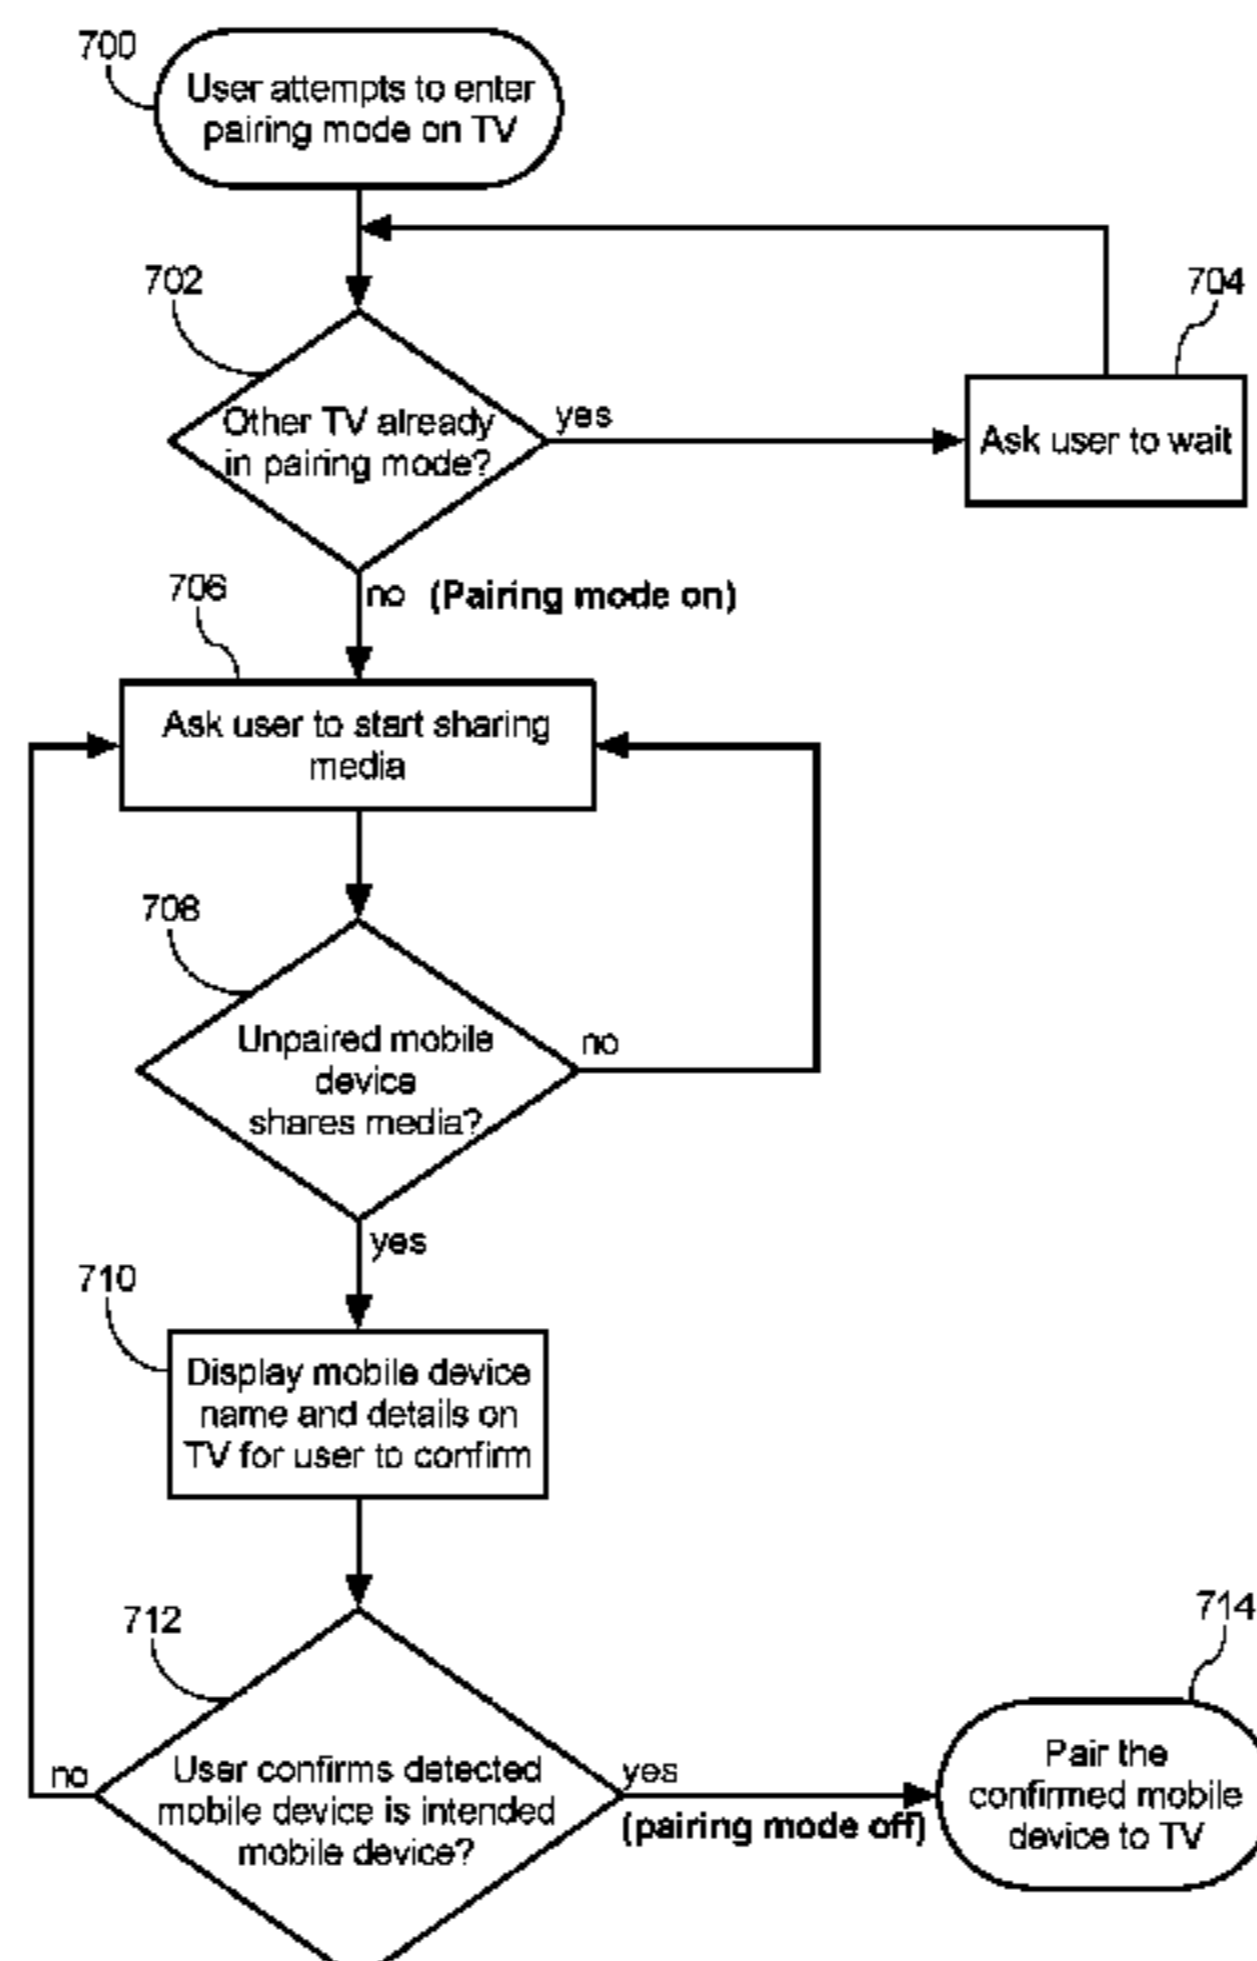 700
User attempts to enter
pairing mode on TV
702
704
Other TV already
in pairing mode?
yes
Ask user to wait
706
no (Pairing mode on)
Ask user to start sharing
media
708
Unpaired mobile
device
shares media?
no
yes
710
Display mobile device
name and details on
TV for user to confirm
712
714
no
User confirms detected
mobile device is intended
mobile device?
yes
(pairing mode off)
Pair the
confirmed mobile
device to TV